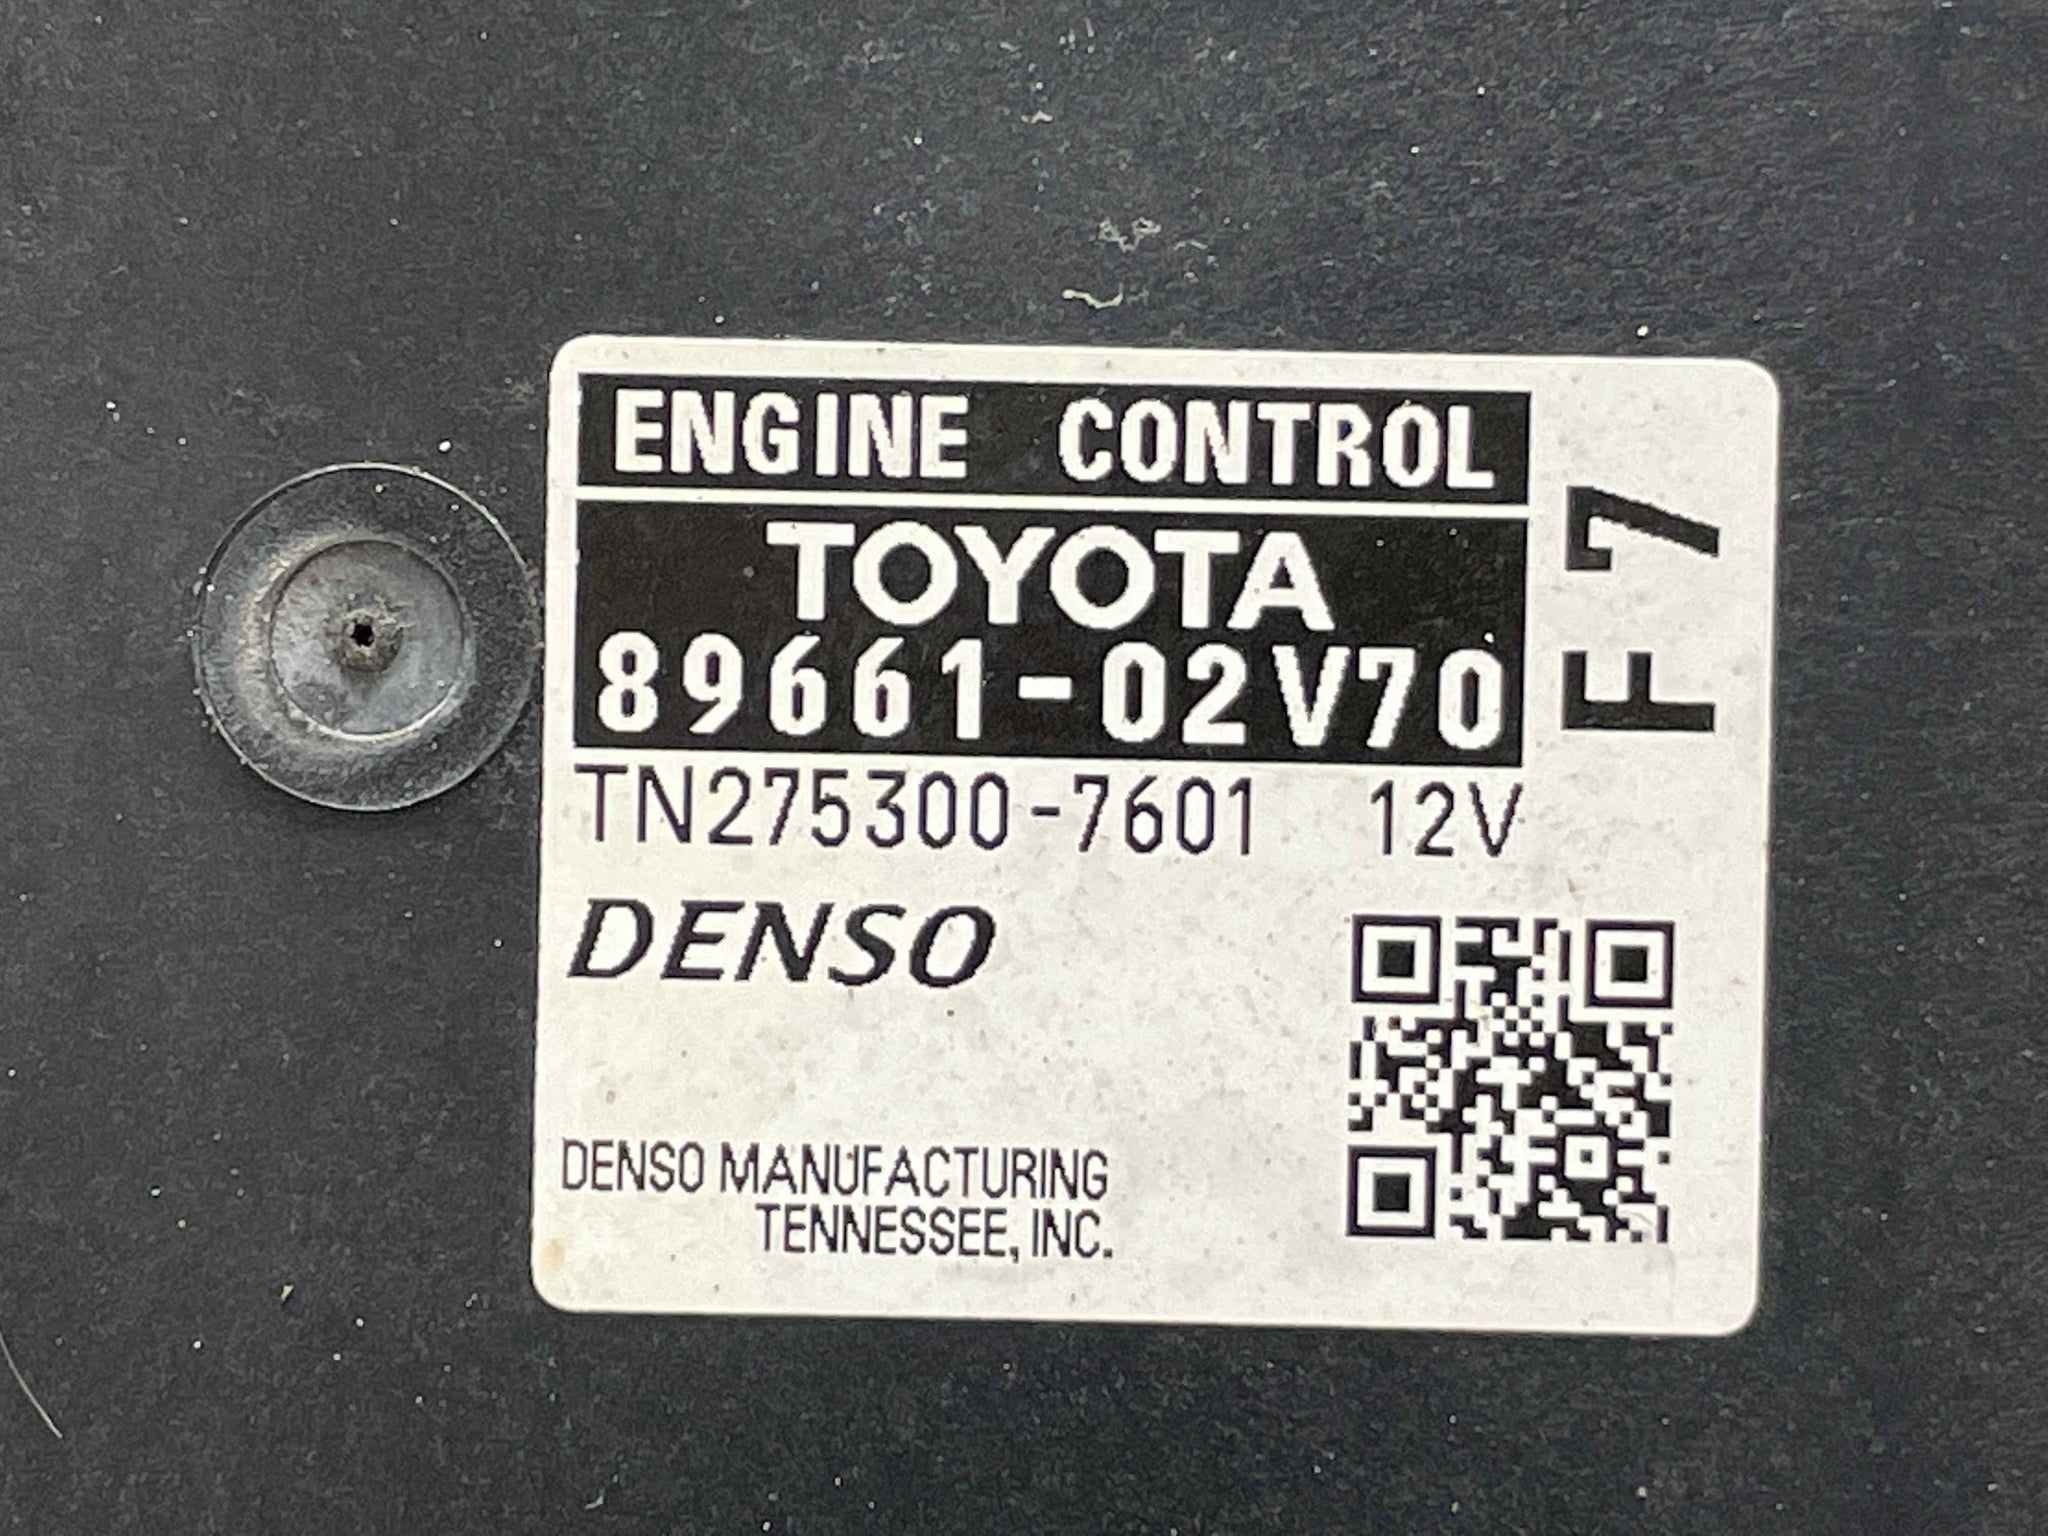 ENGINE CONTROL
TOYOTA
89661-02V70
F7
TN275300-7601 12V
DENSO
DENSO MANUFACTURING
TENNESSEE, INC.